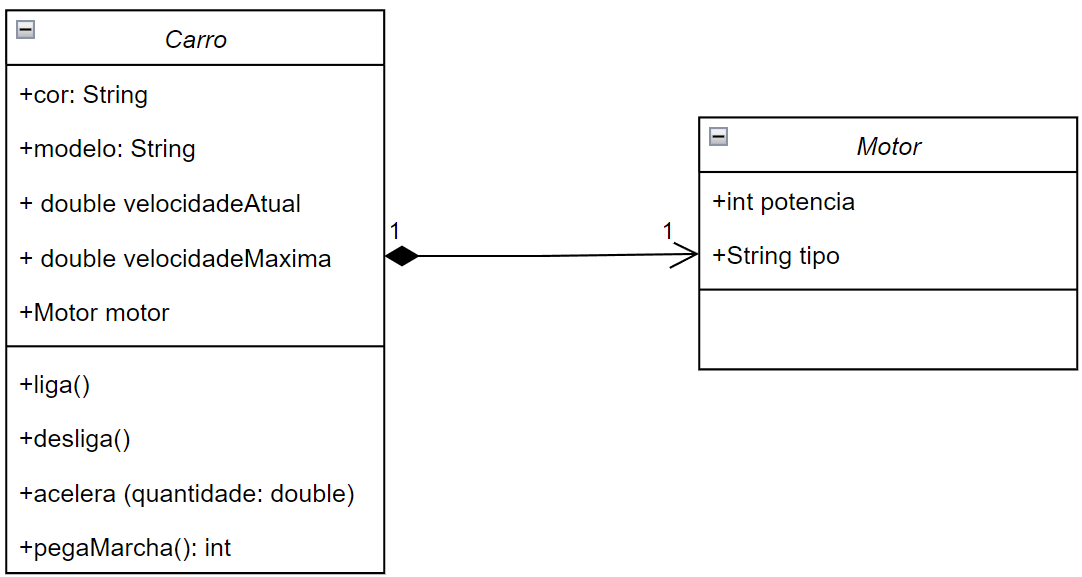 Carro
+cor: String
+modelo: String
+ double velocidadeAtual
+ double velocidadeMaxima
+Motor motor
+liga()
+desliga()
+acelera (quantidade: double)
+pegaMarcha(): int
1
1
Motor
+int potencia
+String tipo